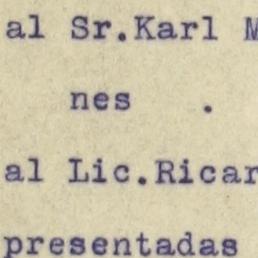 al Sr.Karl M
nes    .
al Lic.Ricar
presentadas